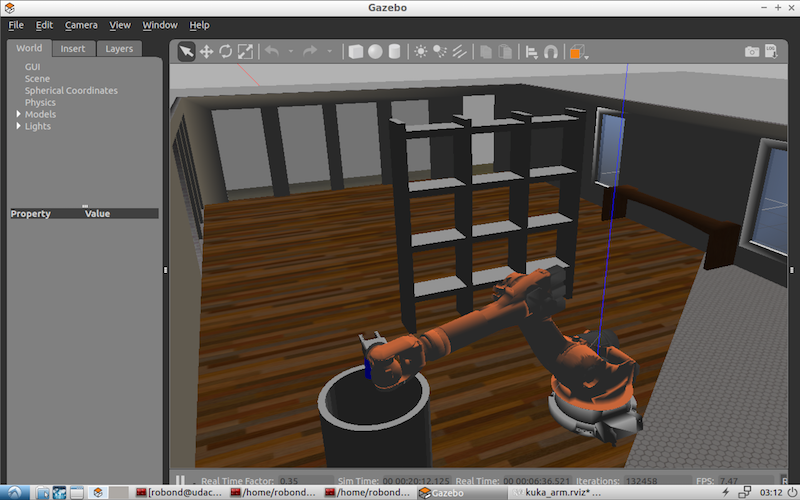 Gazebo
File Edit Camera View Window Help
World Insert Layers
GUI
Scene
Spherical Coordinates
Physics
Models
Lights
Property Value
Real Time Factor: 0.35 Sim Time: 00 00:20:12.125 Real Time: 00 00:06:36.521 Iterations: 132458 FPS: 7.47
[robond@udac... /home/robond... /home/robond... Gazebo kuka_arm.rviz* ... 03:12